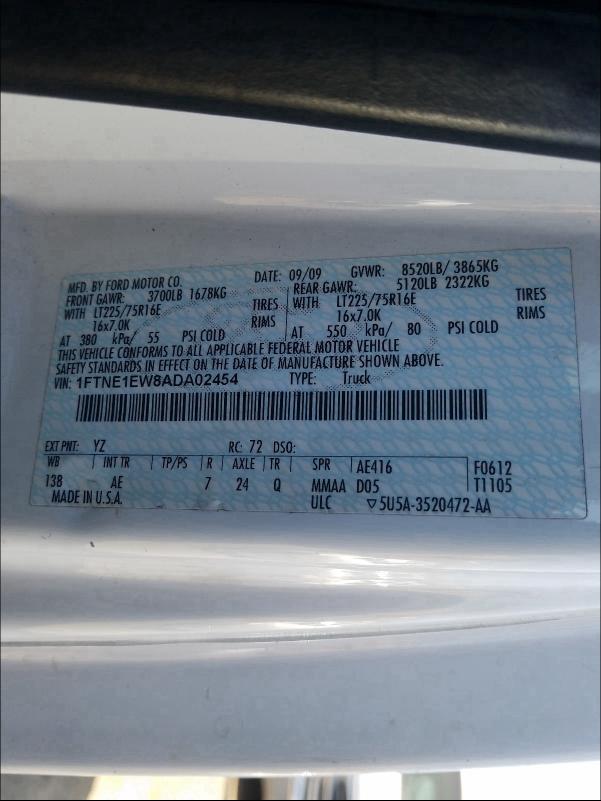 MFD. BY FORD MOTOR CO. DATE: 09/09 GVWR: 8520LB/ 3865KG
FRONT GAWR: 3700LB 1678KG REAR GAWR: 5120LB 2322KG
WITH LT225/75R16E TIRES WITH LT225/75R16E TIRES
16x7.0K RIMS 16x7.0K RIMS
AT 380 kPa/ 55 PSI COLD AT 550 kPa/ 80 PSI COLD
THIS VEHICLE CONFORMS TO ALL APPLICABLE FEDERAL MOTOR VEHICLE
SAFETY STANDARDS IN EFFECT ON THE DATE OF MANUFACTURE SHOWN ABOVE.
VIN: 1FTNE1EW8ADA02454 TYPE: Truck
EXT PNT: YZ RC: 72 DSO:
WB INT TR TP/PS R AXLE TR SPR AE416 F0612
138 AE 7 24 Q MMAA D05 T1105
MADE IN U.S.A. ULC ▽5U5A-3520472-AA